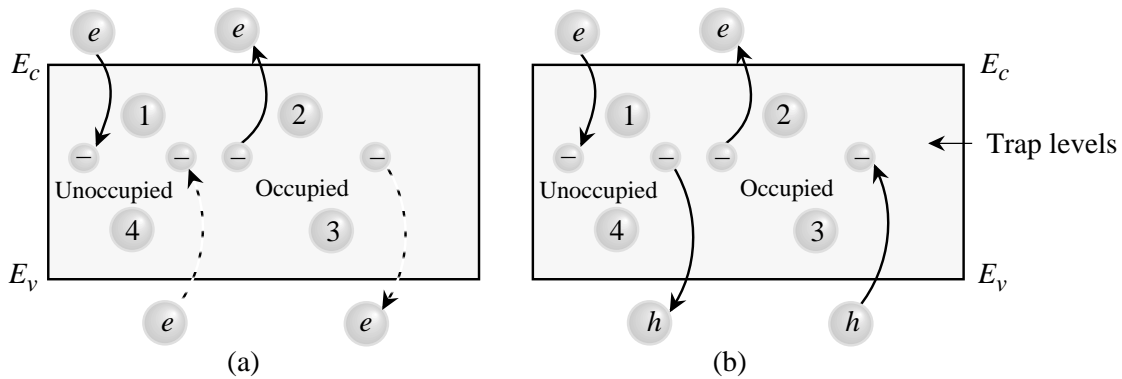 e e e e
E_c E_c
1 2 1 2
– – – – – – – –
Trap levels
Unoccupied Occupied Unoccupied Occupied
4 3 4 3
E_v E_v
e e h h
(a) (b)